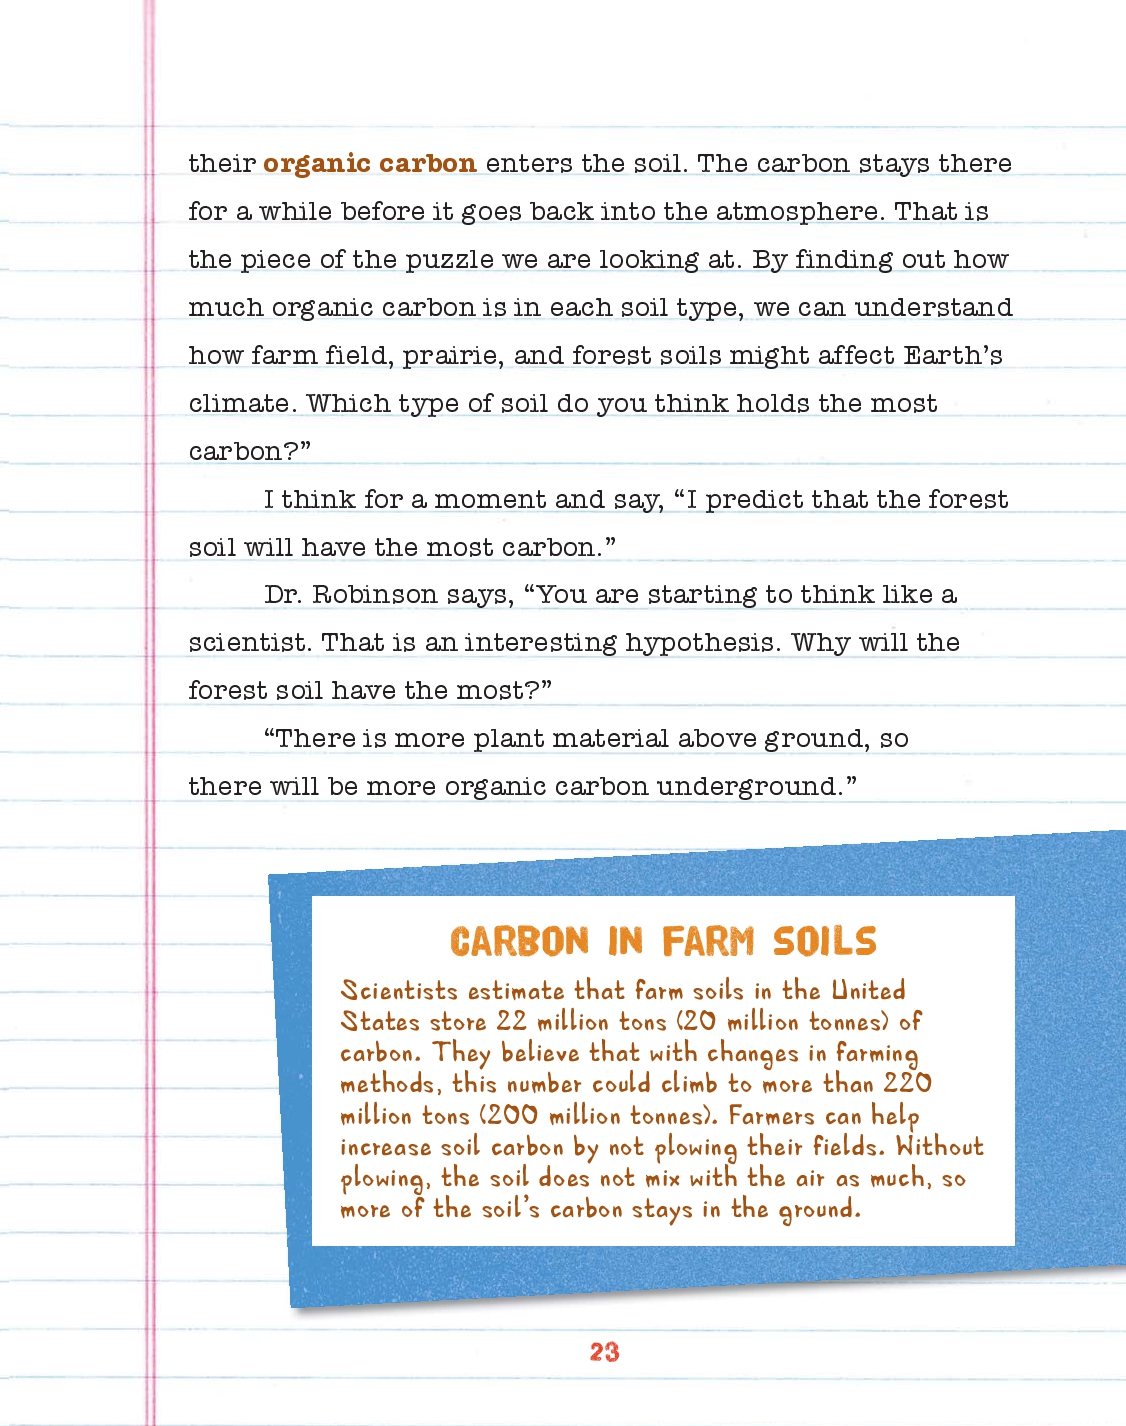 their organic carbon enters the soil. The carbon stays there
for a while before it goes back into the atmosphere. That is
the piece of the puzzle we are looking at. By finding out how
much organic carbon is in each soil type, we can understand
how farm field, prairie, and forest soils might affect Earth’s
climate. Which type of soil do you think holds the most
carbon?”
I think for a moment and say, “I predict that the forest
soil will have the most carbon.”
Dr. Robinson says, “You are starting to think like a
scientist. That is an interesting hypothesis. Why will the
forest soil have the most?”
“There is more plant material above ground, so
there will be more organic carbon underground.”
CARBON IN FARM SOILS
Scientists estimate that farm soils in the United
States store 22 million tons (20 million tonnes) of
carbon. They believe that with changes in farming
methods, this number could climb to more than 220
million tons (200 million tonnes). Farmers can help
increase soil carbon by not plowing their fields. Without
plowing, the soil does not mix with the air as much, so
more of the soil’s carbon stays in the ground.
23